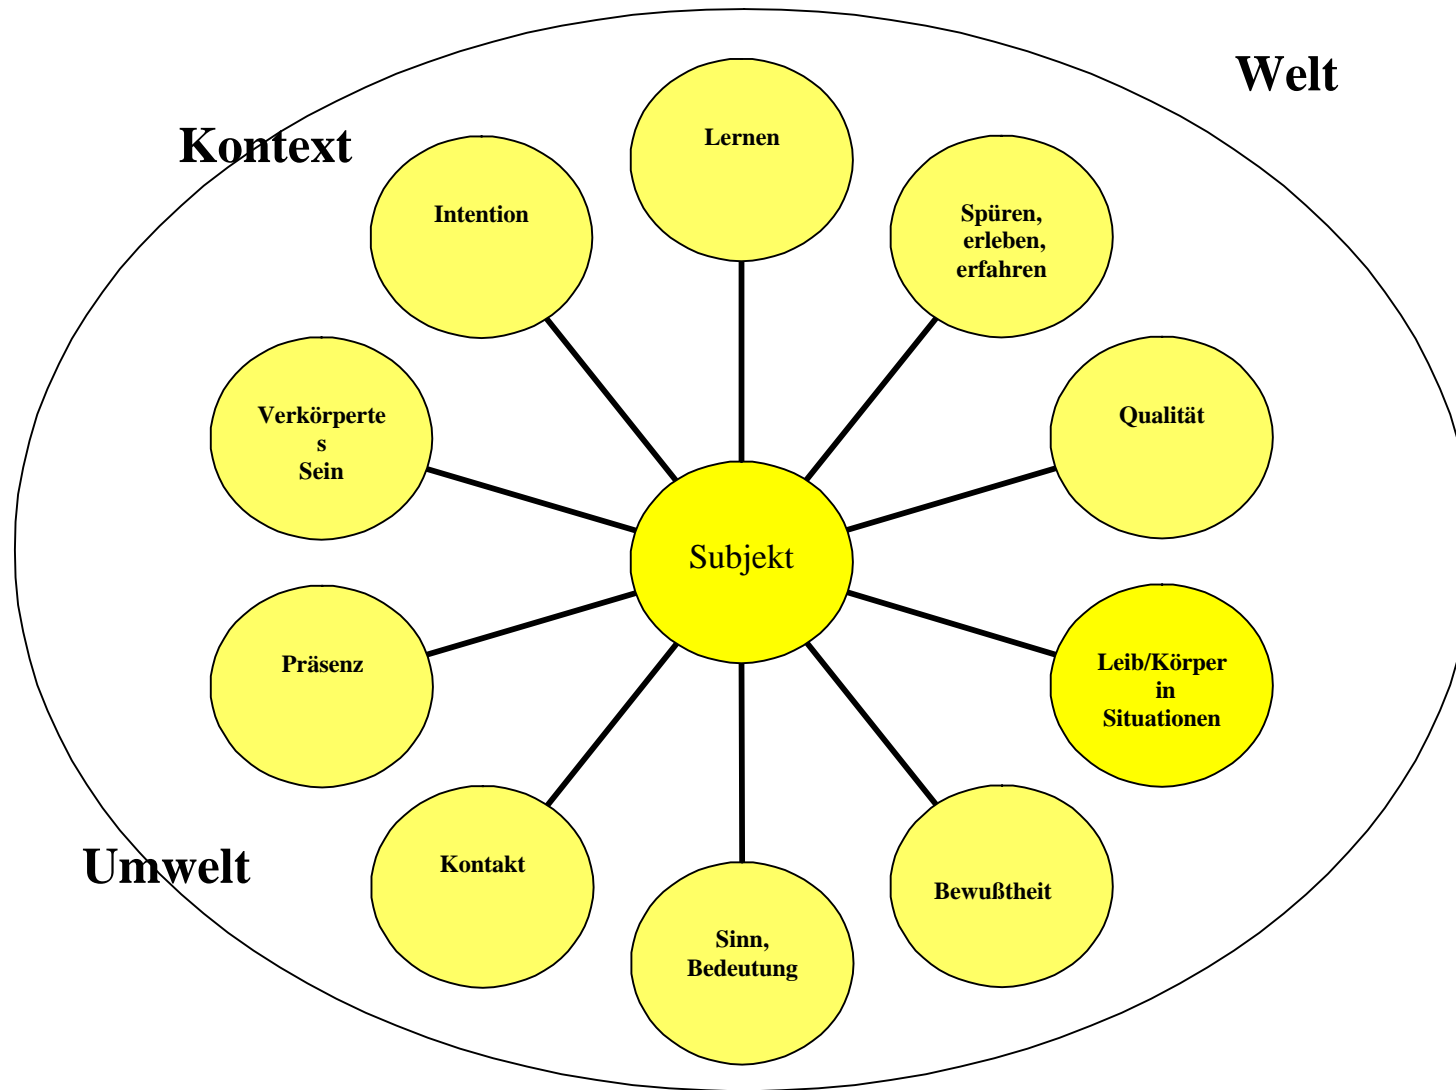 Welt
Kontext
Lernen
Intention
Spüren,
erleben,
erfahren
Verkörperte
s
Sein
Qualität
Subjekt
Präsenz
Leib/Körper
in
Situationen
Umwelt
Kontakt
Bewußtheit
Sinn,
Bedeutung